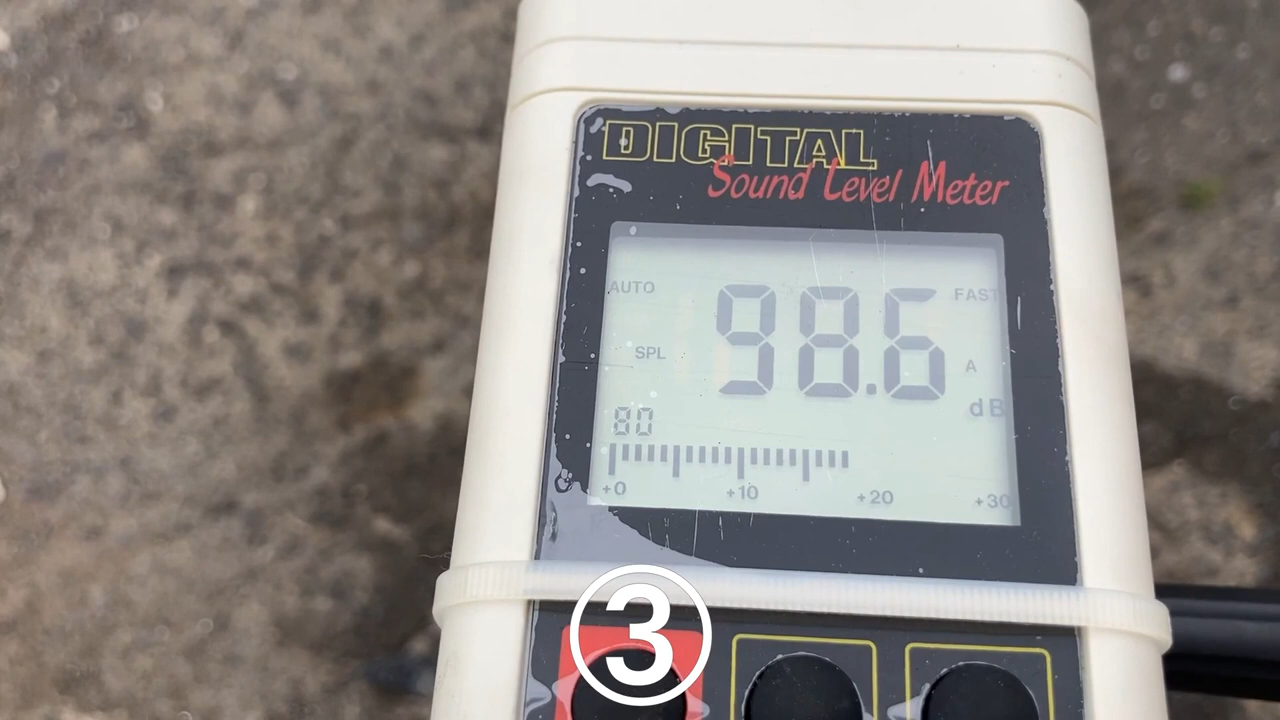 DIGITAL
Sound Level Meter
AUTO
FAST
98.6
SPL
A
dB
80
+0 +10 +20 +30
③